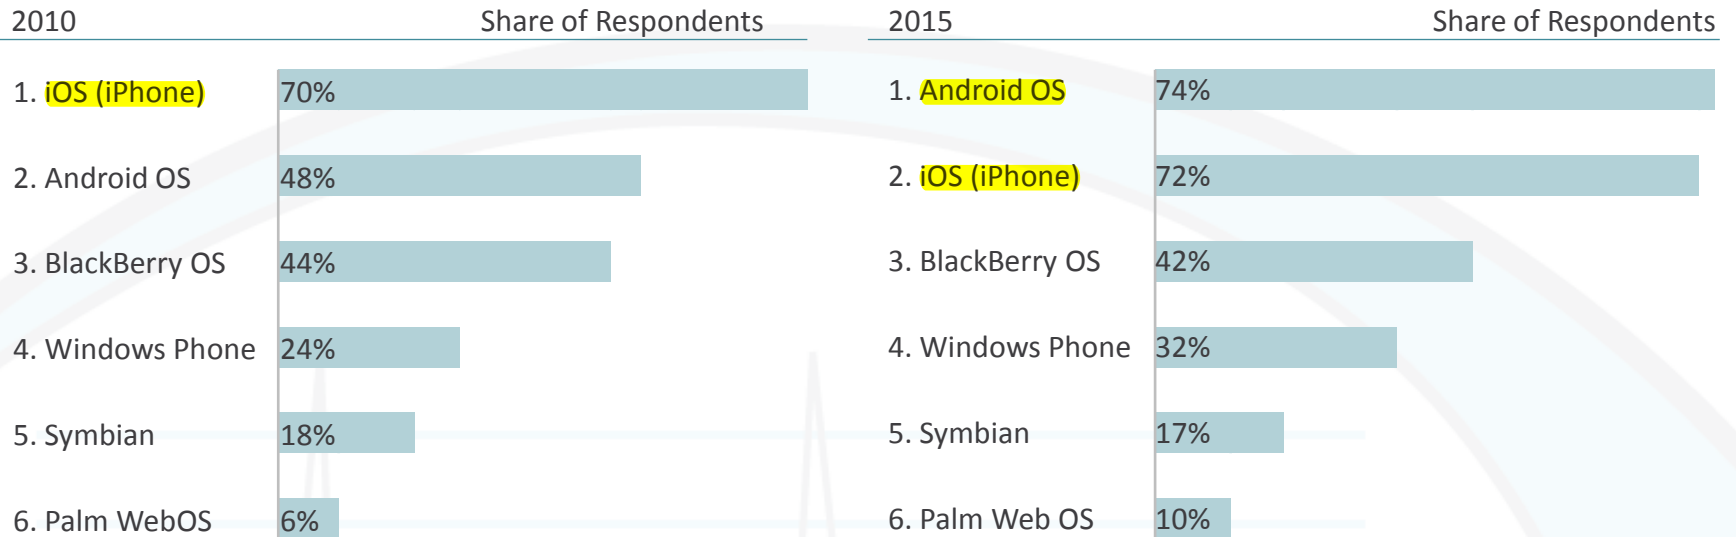 2010 Share of Respondents
1. iOS (iPhone) 70%
2. Android OS 48%
3. BlackBerry OS 44%
4. Windows Phone 24%
5. Symbian 18%
6. Palm WebOS 6%
2015 Share of Respondents
1. Android OS 74%
2. iOS (iPhone) 72%
3. BlackBerry OS 42%
4. Windows Phone 32%
5. Symbian 17%
6. Palm Web OS 10%